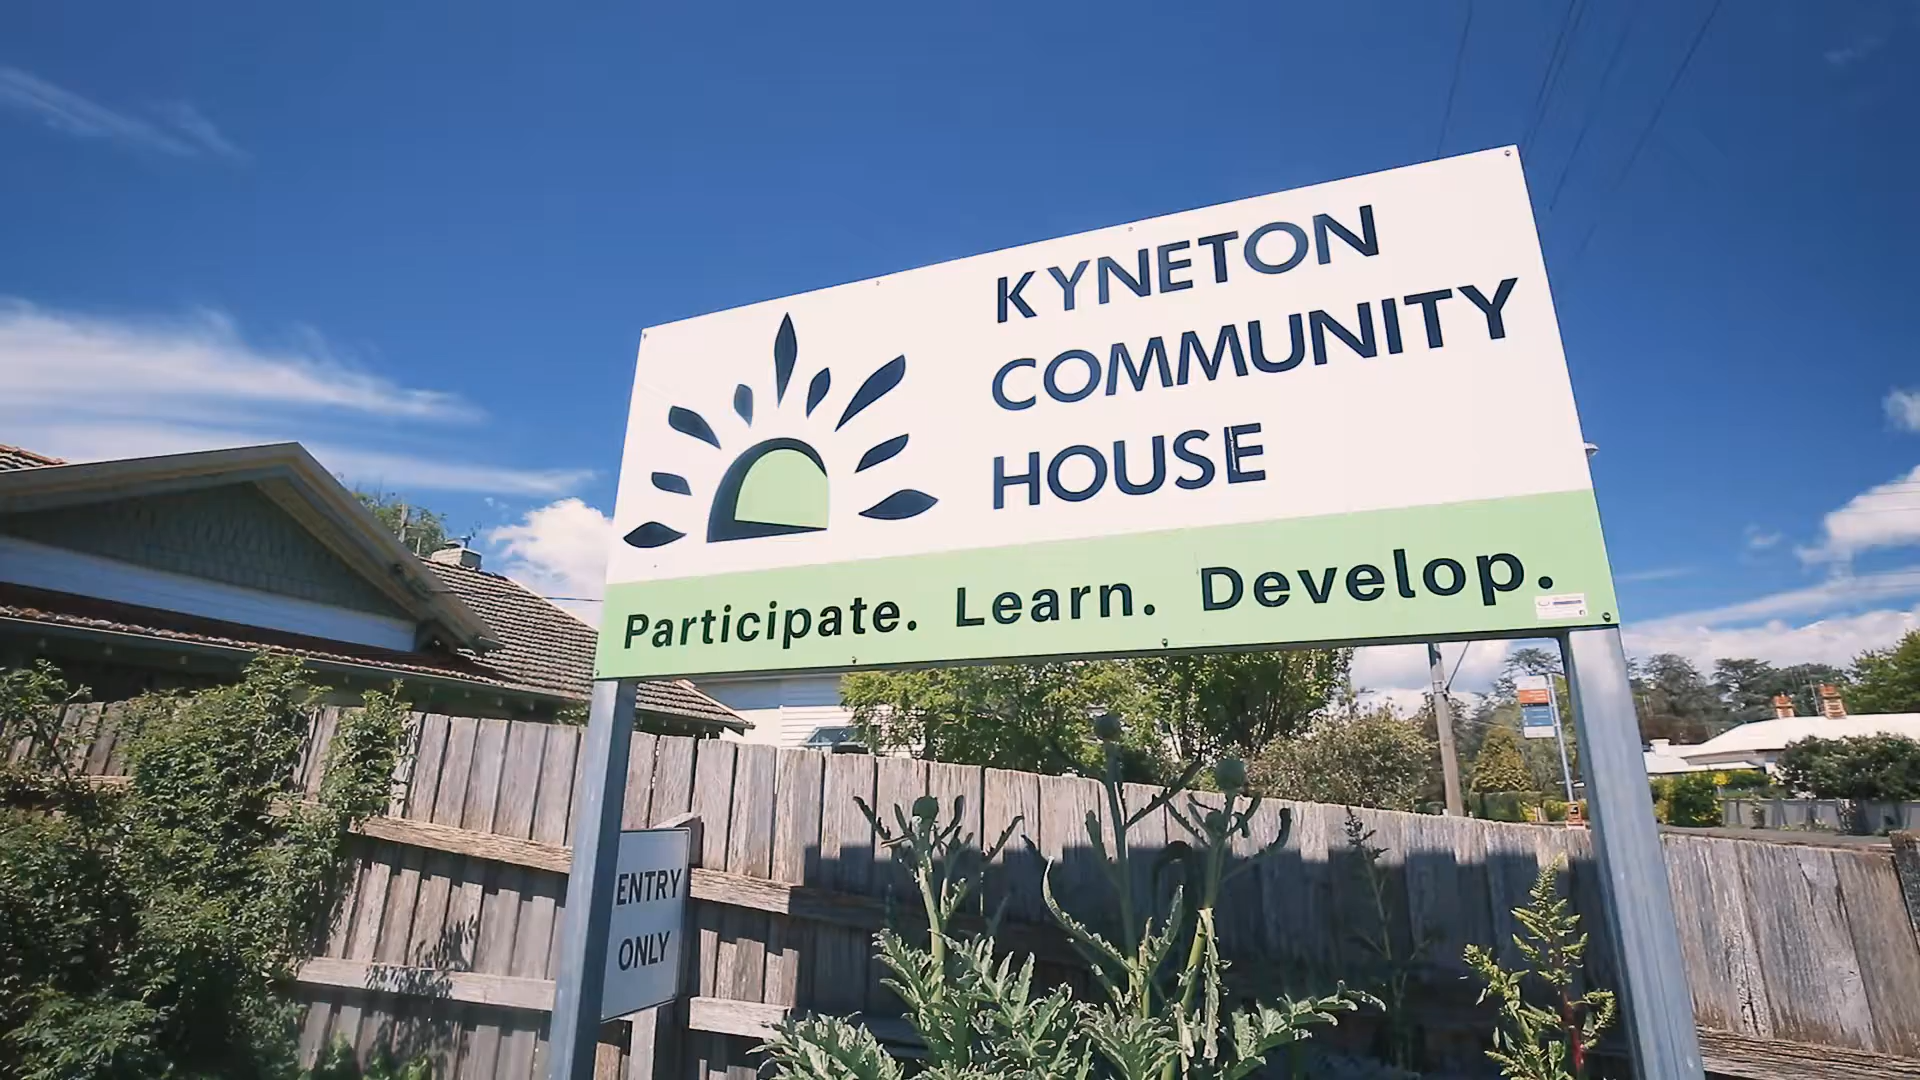 KYNETON
COMMUNITY
HOUSE
Participate. Learn. Develop.
ENTRY
ONLY